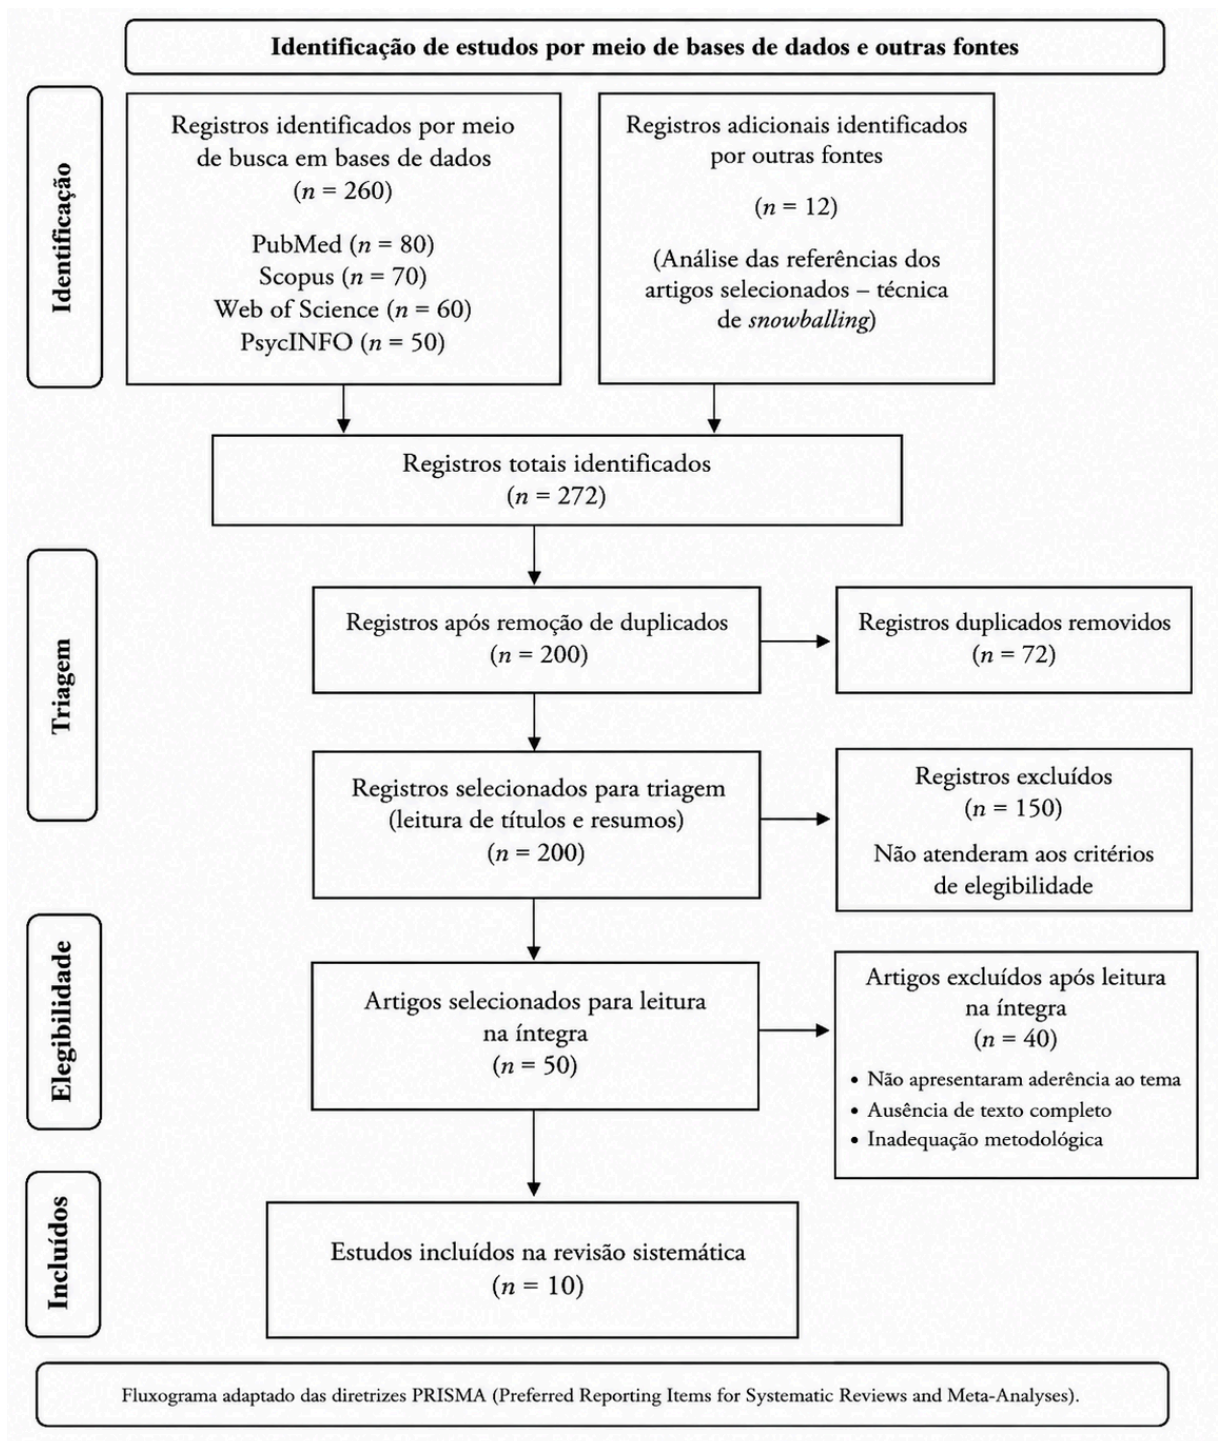 Identificação de estudos por meio de bases de dados e outras fontes
Identificação
Registros identificados por meio
de busca em bases de dados
(n = 260)
PubMed (n = 80)
Scopus (n = 70)
Web of Science (n = 60)
PsycINFO (n = 50)
Registros adicionais identificados
por outras fontes
(n = 12)
(Análise das referências dos
artigos selecionados – técnica
de snowballing)
Registros totais identificados
(n = 272)
Triagem
Registros após remoção de duplicados
(n = 200)
Registros duplicados removidos
(n = 72)
Registros selecionados para triagem
(leitura de títulos e resumos)
(n = 200)
Registros excluídos
(n = 150)
Não atenderam aos critérios
de elegibilidade
Elegibilidade
Artigos selecionados para leitura
na íntegra
(n = 50)
Artigos excluídos após leitura
na íntegra
(n = 40)
• Não apresentaram aderência ao tema
• Ausência de texto completo
• Inadequação metodológica
Incluídos
Estudos incluídos na revisão sistemática
(n = 10)
Fluxograma adaptado das diretrizes PRISMA (Preferred Reporting Items for Systematic Reviews and Meta-Analyses).